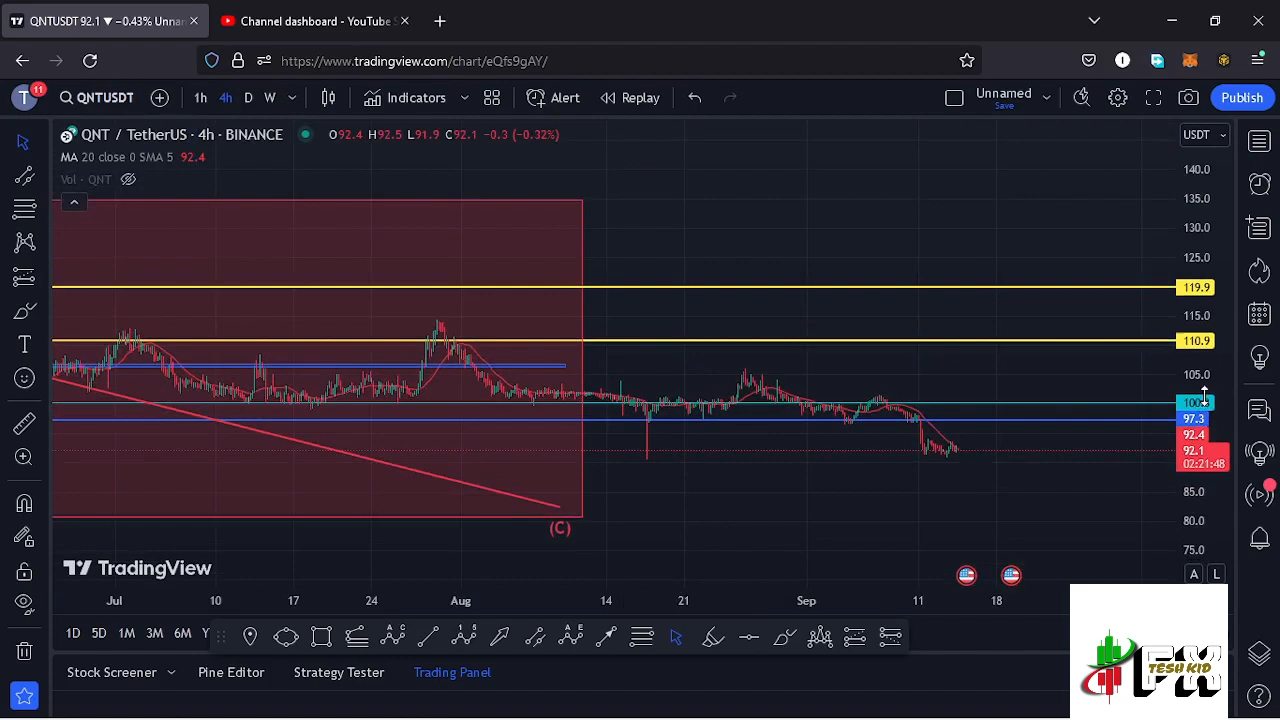 QNTUSDT 92.1 ▼ −0.43% Unnan
Channel dashboard - YouTube S
https://www.tradingview.com/chart/eQfs9gAY/
T 11 QNTUSDT 1h 4h D W Indicators Alert Replay Unnamed Save Publish
QNT / TetherUS · 4h · BINANCE O92.4 H92.5 L91.9 C92.1 −0.3 (−0.32%)
USDT
MA 20 close 0 SMA 5 92.4
Vol · QNT
140.0
135.0
130.0
125.0
119.9
115.0
110.9
105.0
97.3
92.4
92.1
02:21:48
85.0
80.0
(C)
75.0
TradingView
A L
Jul 10 17 24 Aug 14 21 Sep 11 18
1D 5D 1M 3M 6M
Stock Screener Pine Editor Strategy Tester Trading Panel
FX
TESH KID